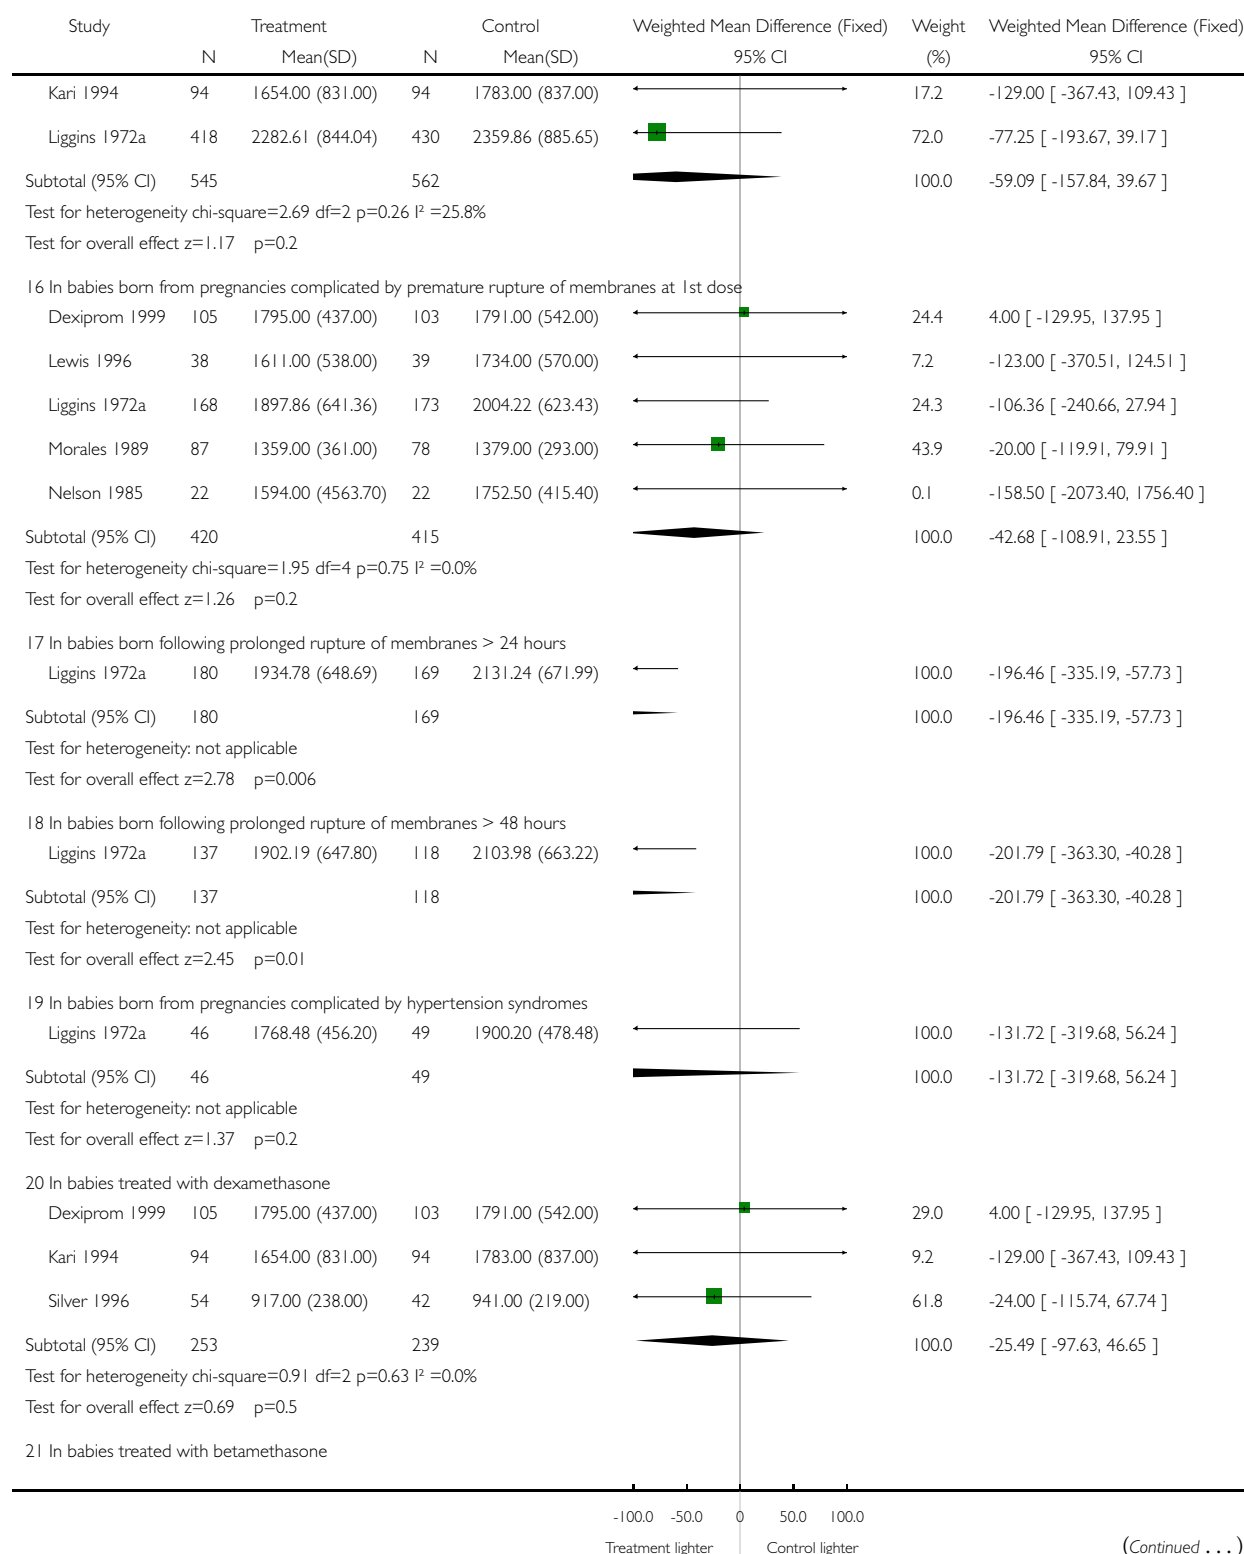 Study Treatment Control Weighted Mean Difference (Fixed) Weight Weighted Mean Difference (Fixed)
N Mean(SD) N Mean(SD) 95% CI (%) 95% CI
Kari 1994 94 1654.00 (831.00) 94 1783.00 (837.00) 17.2 -129.00 [ -367.43, 109.43 ]
Liggins 1972a 418 2282.61 (844.04) 430 2359.86 (885.65) 72.0 -77.25 [ -193.67, 39.17 ]
Subtotal (95% CI) 545 562 100.0 -59.09 [ -157.84, 39.67 ]
Test for heterogeneity chi-square=2.69 df=2 p=0.26 I² =25.8%
Test for overall effect z=1.17 p=0.2
16 In babies born from pregnancies complicated by premature rupture of membranes at 1st dose
Dexiprom 1999 105 1795.00 (437.00) 103 1791.00 (542.00) 24.4 4.00 [ -129.95, 137.95 ]
Lewis 1996 38 1611.00 (538.00) 39 1734.00 (570.00) 7.2 -123.00 [ -370.51, 124.51 ]
Liggins 1972a 168 1897.86 (641.36) 173 2004.22 (623.43) 24.3 -106.36 [ -240.66, 27.94 ]
Morales 1989 87 1359.00 (361.00) 78 1379.00 (293.00) 43.9 -20.00 [ -119.91, 79.91 ]
Nelson 1985 22 1594.00 (4563.70) 22 1752.50 (415.40) 0.1 -158.50 [ -2073.40, 1756.40 ]
Subtotal (95% CI) 420 415 100.0 -42.68 [ -108.91, 23.55 ]
Test for heterogeneity chi-square=1.95 df=4 p=0.75 I² =0.0%
Test for overall effect z=1.26 p=0.2
17 In babies born following prolonged rupture of membranes > 24 hours
Liggins 1972a 180 1934.78 (648.69) 169 2131.24 (671.99) 100.0 -196.46 [ -335.19, -57.73 ]
Subtotal (95% CI) 180 169 100.0 -196.46 [ -335.19, -57.73 ]
Test for heterogeneity: not applicable
Test for overall effect z=2.78 p=0.006
18 In babies born following prolonged rupture of membranes > 48 hours
Liggins 1972a 137 1902.19 (647.80) 118 2103.98 (663.22) 100.0 -201.79 [ -363.30, -40.28 ]
Subtotal (95% CI) 137 118 100.0 -201.79 [ -363.30, -40.28 ]
Test for heterogeneity: not applicable
Test for overall effect z=2.45 p=0.01
19 In babies born from pregnancies complicated by hypertension syndromes
Liggins 1972a 46 1768.48 (456.20) 49 1900.20 (478.48) 100.0 -131.72 [ -319.68, 56.24 ]
Subtotal (95% CI) 46 49 100.0 -131.72 [ -319.68, 56.24 ]
Test for heterogeneity: not applicable
Test for overall effect z=1.37 p=0.2
20 In babies treated with dexamethasone
Dexiprom 1999 105 1795.00 (437.00) 103 1791.00 (542.00) 29.0 4.00 [ -129.95, 137.95 ]
Kari 1994 94 1654.00 (831.00) 94 1783.00 (837.00) 9.2 -129.00 [ -367.43, 109.43 ]
Silver 1996 54 917.00 (238.00) 42 941.00 (219.00) 61.8 -24.00 [ -115.74, 67.74 ]
Subtotal (95% CI) 253 239 100.0 -25.49 [ -97.63, 46.65 ]
Test for heterogeneity chi-square=0.91 df=2 p=0.63 I² =0.0%
Test for overall effect z=0.69 p=0.5
21 In babies treated with betamethasone
-100.0 -50.0 0 50.0 100.0
Treatment lighter Control lighter (Continued . . . )